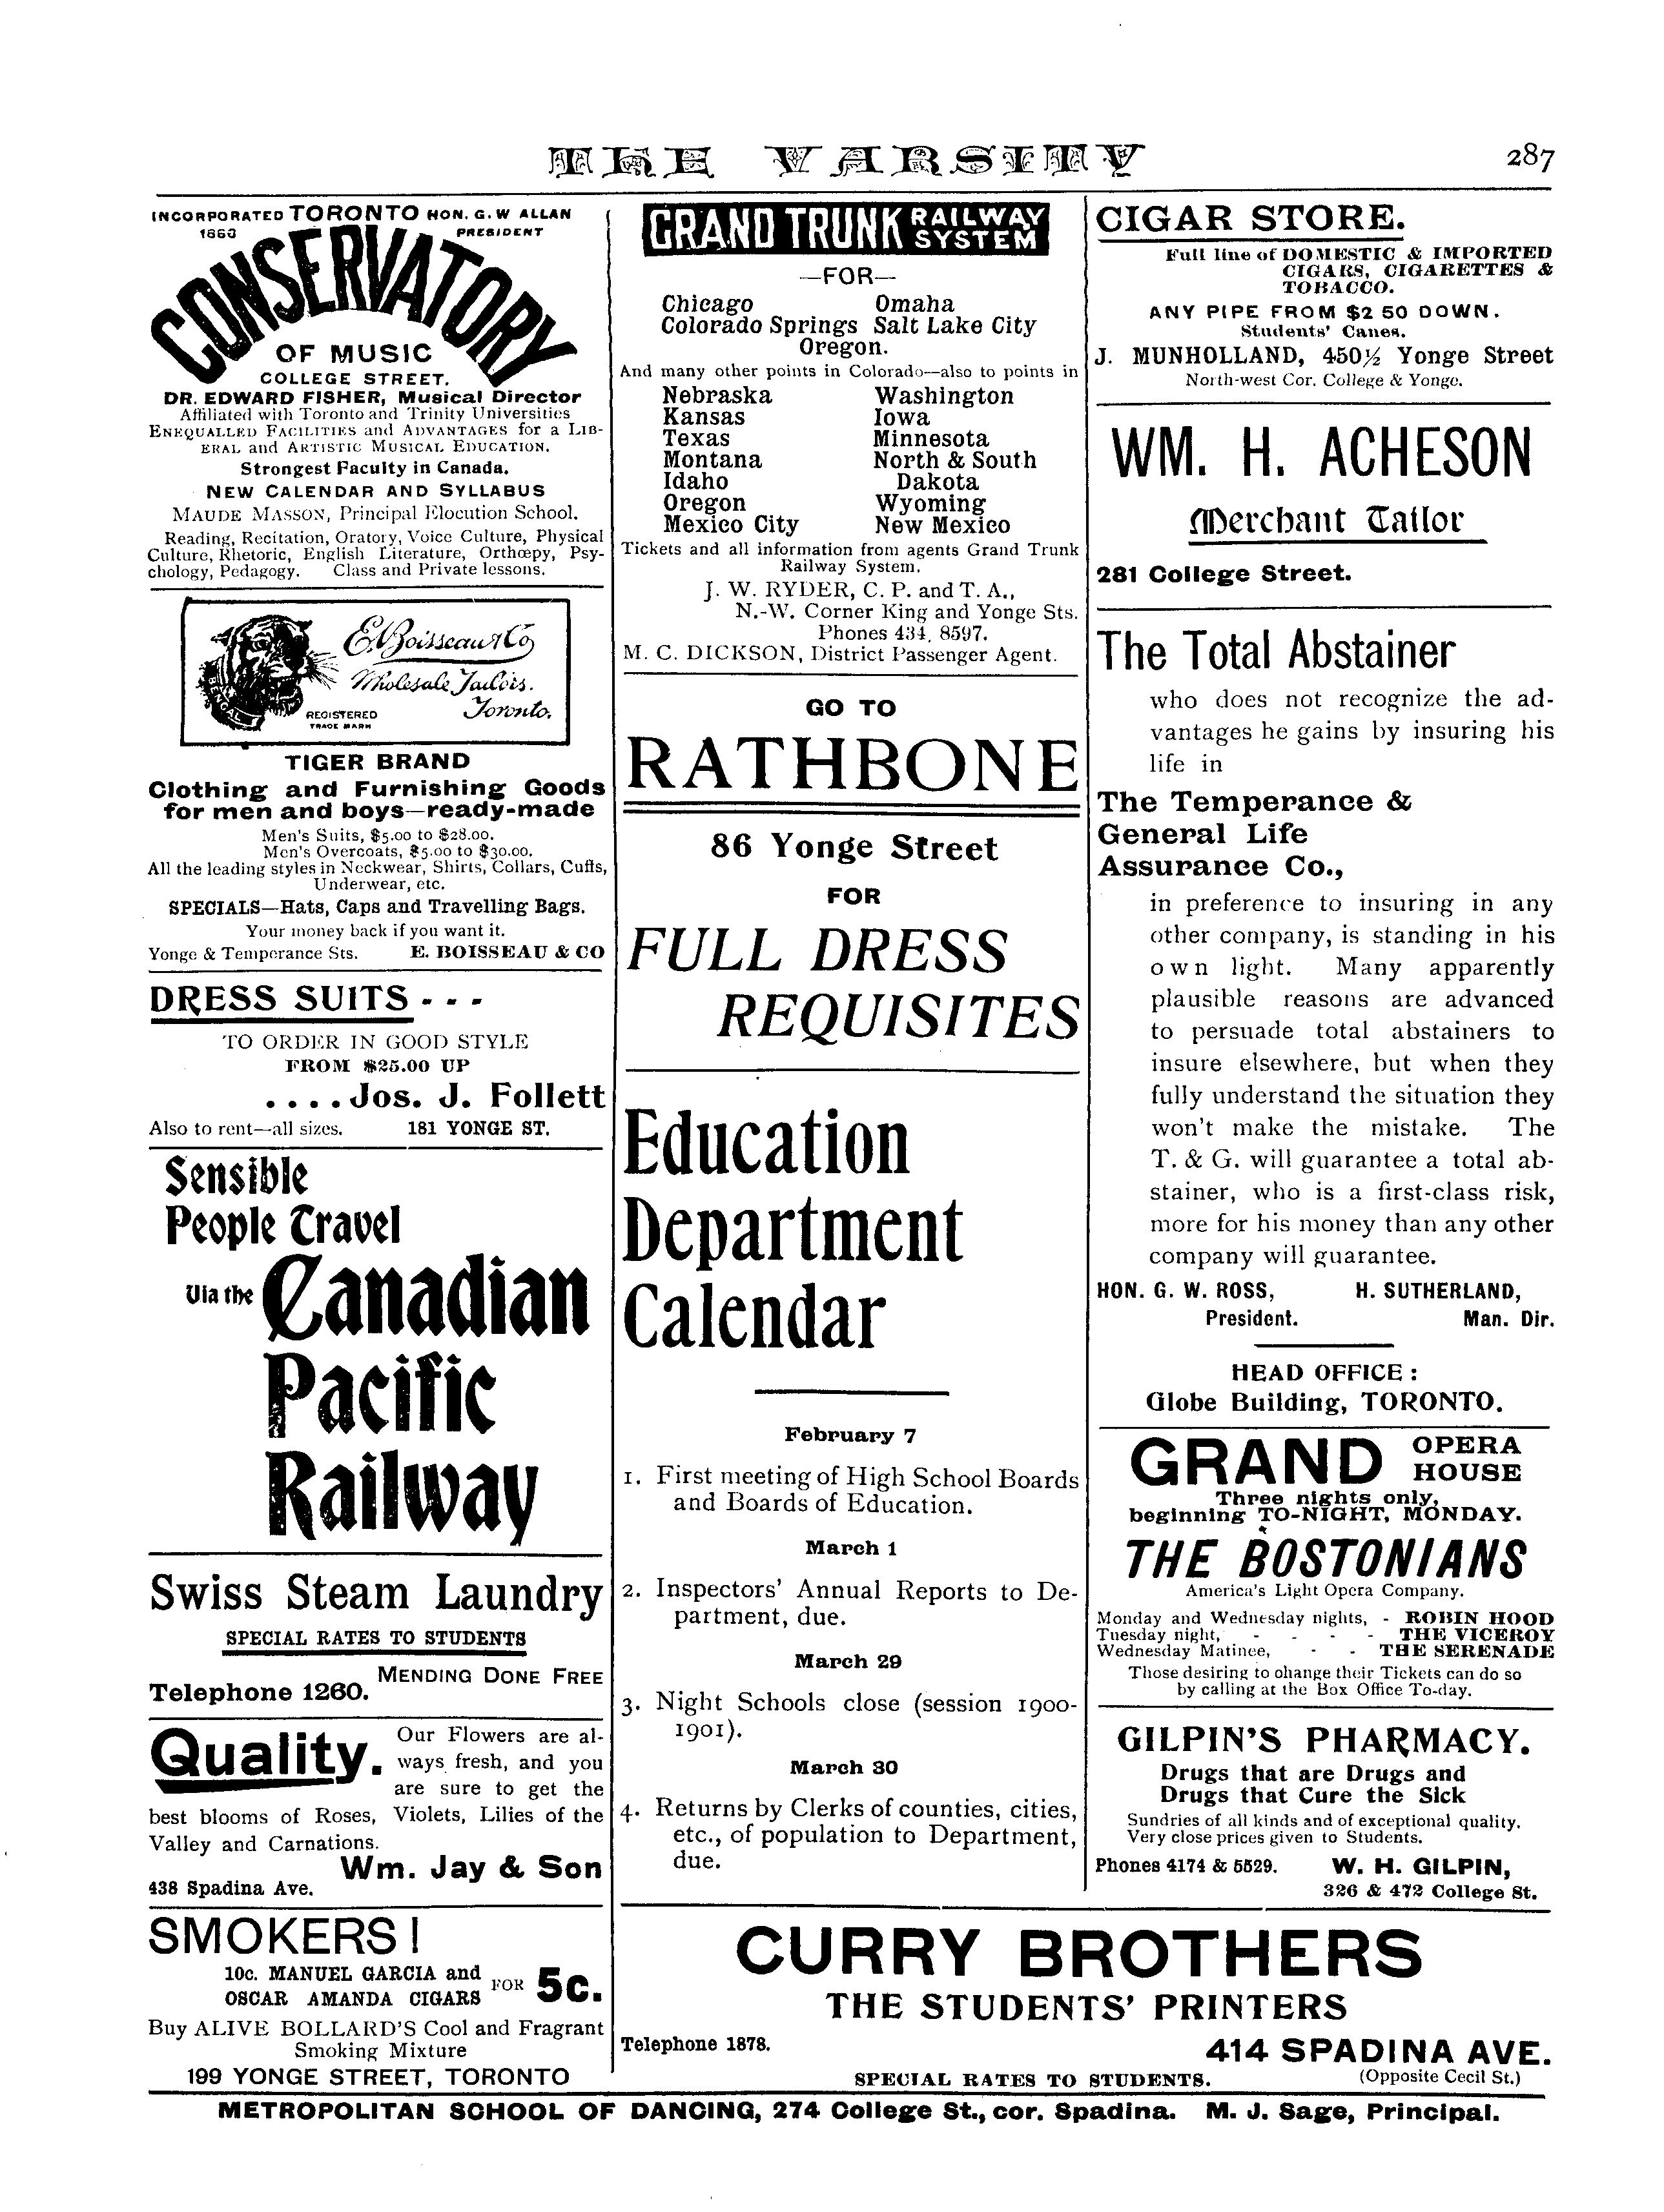 THE VARSITY 287
INCORPORATED TORONTO HON. G. W ALLAN
PRESIDENT
CONSERVATORY
OF MUSIC
COLLEGE STREET.
DR. EDWARD FISHER, Musical Director
Affiliated with Toronto and Trinity Universities
ENEQUALLED FACILITIES and ADVANTAGES for a LIB-
ERAL and ARTISTIC MUSICAL EDUCATION.
Strongest Faculty in Canada.
NEW CALENDAR AND SYLLABUS
MAUDE MASSON, Principal Elocution School.
Reading, Recitation, Oratory, Voice Culture, Physical
Culture, Rhetoric, English Literature, Orthœpy, Psy-
chology, Pedagogy. Class and Private lessons.
E. Boisseau & Co
Wholesale Tailors.
Toronto.
REGISTERED
TRADE MARK
BENGAL
TIGER BRAND
Clothing and Furnishing Goods
for men and boys—ready-made
Men's Suits, $5.00 to $28.00.
Men's Overcoats, $5.00 to $30.00.
All the leading styles in Neckwear, Shirts, Collars, Cuffs,
Underwear, etc.
SPECIALS—Hats, Caps and Travelling Bags.
Your money back if you want it.
Yonge & Temperance Sts. E. BOISSEAU & CO
DRESS SUITS - - -
TO ORDER IN GOOD STYLE
FROM $25.00 UP
. . . . Jos. J. Follett
Also to rent—all sizes. 181 YONGE ST.
Sensible
People Travel
Via the Canadian
Pacific
Railway
Swiss Steam Laundry
SPECIAL RATES TO STUDENTS
MENDING DONE FREE
Telephone 1260.
Quality. Our Flowers are al-
ways fresh, and you
are sure to get the
best blooms of Roses, Violets, Lilies of the
Valley and Carnations.
Wm. Jay & Son
438 Spadina Ave.
SMOKERS!
10c. MANUEL GARCIA and
OSCAR AMANDA CIGARS FOR 5c.
Buy ALIVE BOLLARD'S Cool and Fragrant
Smoking Mixture
199 YONGE STREET, TORONTO
GRAND TRUNK RAILWAY
SYSTEM
—FOR—
Chicago Omaha
Colorado Springs Salt Lake City
Oregon.
And many other points in Colorado—also to points in
Nebraska Washington
Kansas Iowa
Texas Minnesota
Montana North & South
Idaho Dakota
Oregon Wyoming
Mexico City New Mexico
Tickets and all information from agents Grand Trunk
Railway System.
J. W. RYDER, C. P. and T. A.,
N.-W. Corner King and Yonge Sts.
Phones 434, 8597.
M. C. DICKSON, District Passenger Agent.
GO TO
RATHBONE
86 Yonge Street
FOR
FULL DRESS
REQUISITES
Education
Department
Calendar
February 7
1. First meeting of High School Boards
and Boards of Education.
March 1
2. Inspectors' Annual Reports to De-
partment, due.
March 29
3. Night Schools close (session 1900-
1901).
March 30
4. Returns by Clerks of counties, cities,
etc., of population to Department,
due.
CIGAR STORE.
Full line of DOMESTIC & IMPORTED
CIGARS, CIGARETTES &
TOBACCO.
ANY PIPE FROM $2 50 DOWN.
Students' Canes.
J. MUNHOLLAND, 450½ Yonge Street
North-west Cor. College & Yonge.
WM. H. ACHESON
Merchant Tailor
281 College Street.
The Total Abstainer
who does not recognize the ad-
vantages he gains by insuring his
life in
The Temperance &
General Life
Assurance Co.,
in preference to insuring in any
other company, is standing in his
own light. Many apparently
plausible reasons are advanced
to persuade total abstainers to
insure elsewhere, but when they
fully understand the situation they
won't make the mistake. The
T. & G. will guarantee a total ab-
stainer, who is a first-class risk,
more for his money than any other
company will guarantee.
HON. G. W. ROSS, H. SUTHERLAND,
President. Man. Dir.
HEAD OFFICE :
Globe Building, TORONTO.
GRAND OPERA
HOUSE
Three nights only,
beginning TO-NIGHT, MONDAY.
THE BOSTONIANS
America's Light Opera Company.
Monday and Wednesday nights, - ROBIN HOOD
Tuesday night, - - - - THE VICEROY
Wednesday Matinee, - - THE SERENADE
Those desiring to change their Tickets can do so
by calling at the Box Office To-day.
GILPIN'S PHARMACY.
Drugs that are Drugs and
Drugs that Cure the Sick
Sundries of all kinds and of exceptional quality.
Very close prices given to Students.
Phones 4174 & 5529. W. H. GILPIN,
326 & 472 College St.
CURRY BROTHERS
THE STUDENTS' PRINTERS
Telephone 1878. 414 SPADINA AVE.
SPECIAL RATES TO STUDENTS. (Opposite Cecil St.)
METROPOLITAN SCHOOL OF DANCING, 274 College St., cor. Spadina. M. J. Sage, Principal.